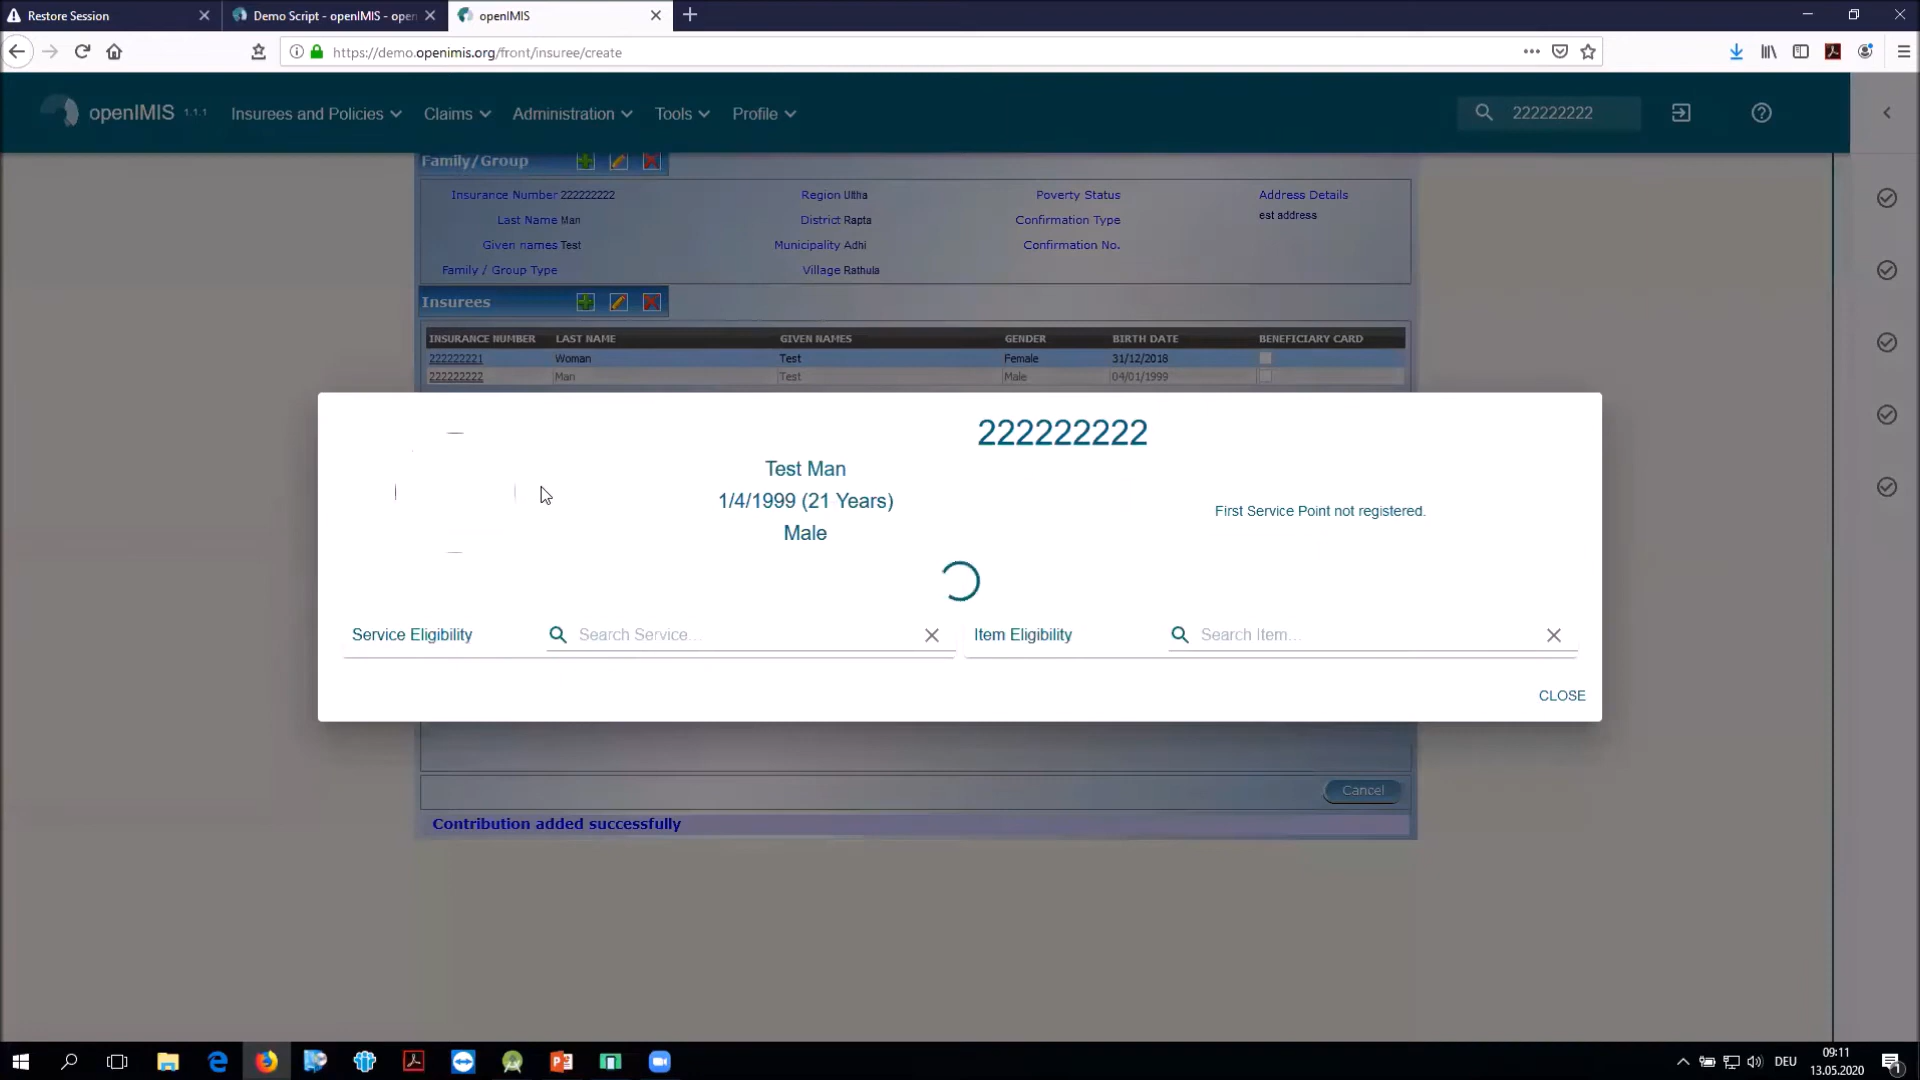 Restore Session
Demo Script - openIMIS - open
openIMIS
https://demo.openimis.org/front/insuree/create
openIMIS 1.1.1
Insurees and Policies
Claims
Administration
Tools
Profile
222222222
Family/Group
Insurance Number 222222222
Region Ultha
Poverty Status
Address Details
Last Name Man
District Rapta
Confirmation Type
est address
Given names Test
Municipality Adhi
Confirmation No.
Family / Group Type
Village Rathula
Insurees
INSURANCE NUMBER LAST NAME GIVEN NAMES GENDER BIRTH DATE BENEFICIARY CARD
222222221 Woman Test Female 31/12/2018
222222222 Man Test Male 04/01/1999
222222222
Test Man
1/4/1999 (21 Years)
First Service Point not registered.
Male
Service Eligibility
Search Service...
Item Eligibility
Search Item...
CLOSE
Cancel
Contribution added successfully
DEU
09:11
13.05.2020
1